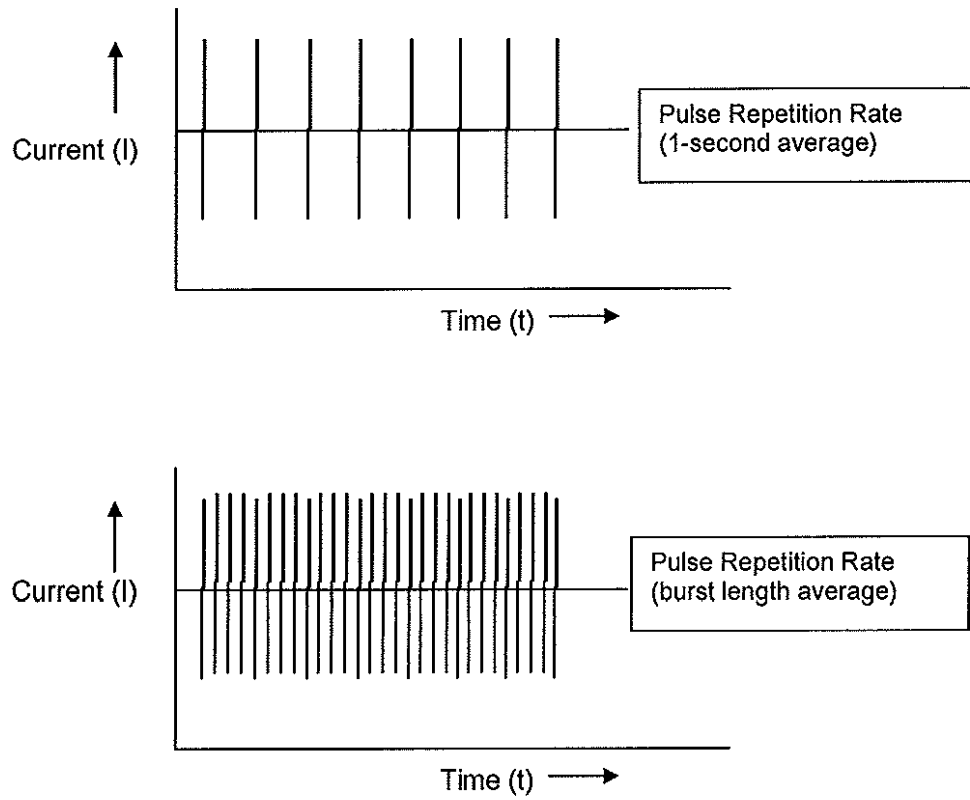 Current (I)
Pulse Repetition Rate
(1-second average)
Time (t)
Current (I)
Pulse Repetition Rate
(burst length average)
Time (t)